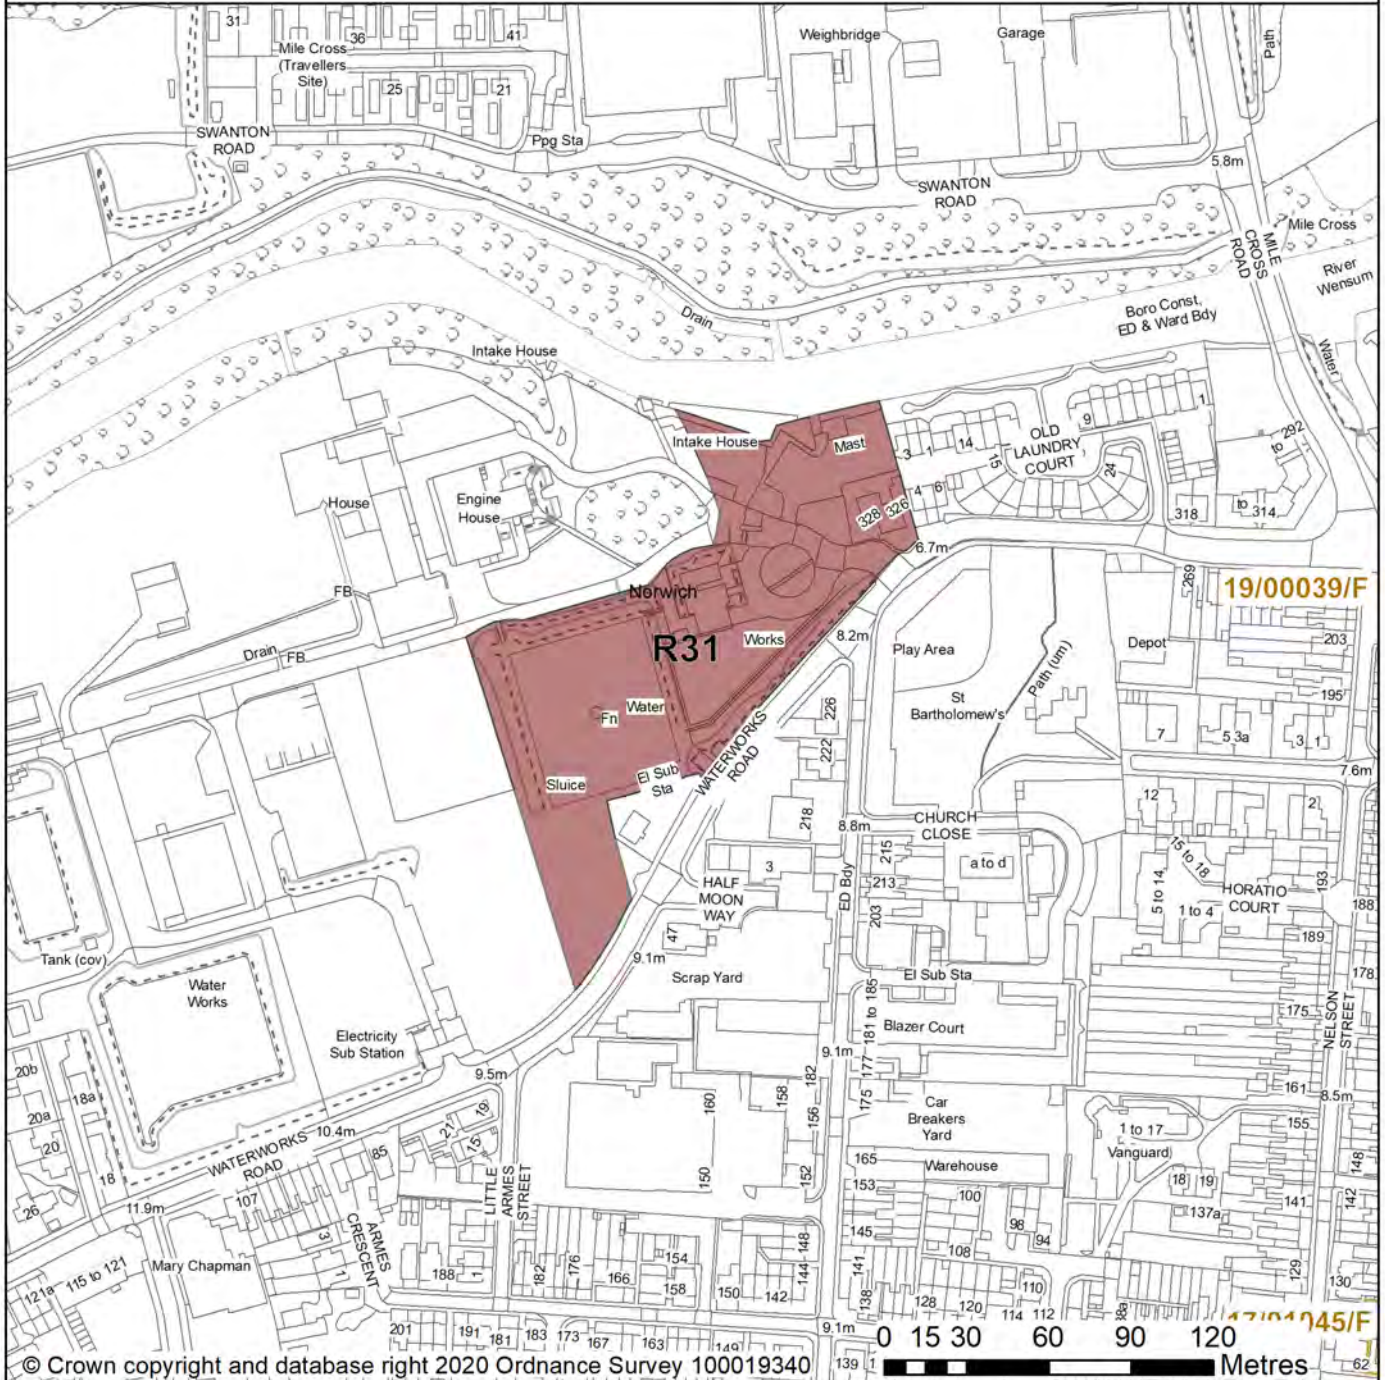 31
36
41
Mile Cross
(Travellers
Site)
25
21
Weighbridge
Garage
Path
SWANTON
ROAD
Ppg Sta
5.8m
SWANTON
ROAD
MILE
CROSS
ROAD
Mile Cross
River
Wensum
Drain
Boro Const,
ED & Ward Bdy
Water
Intake House
Intake House
Mast
3
1
14
15
OLD
LAUNDRY
COURT
9
1
24
292
to
House
Engine
House
328
326
4
6
318
to
314
6.7m
FB
Norwich
269
19/00039/F
R31
Works
8.2m
Play Area
Path (um)
Depot
203
Drain
FB
Fn
Water
226
St
Bartholomew's
195
222
7
5
3a
3
1
WATERWORKS
ROAD
Sluice
El Sub
Sta
7.6m
218
8.8m
CHURCH
CLOSE
12
2
215
a to d
15 to 18
3
HALF
MOON
WAY
ED Bdy
213
5 to 14
HORATIO
COURT
193
188
203
1 to 4
47
189
Tank (cov)
9.1m
Scrap Yard
El Sub Sta
178
Water
Works
181 to 185
Blazer Court
175
NELSON
STREET
Electricity
Sub Station
9.1m
177
20b
9.5m
182
161
8.5m
18a
160
158
175
Car
Breakers
Yard
20a
19
156
155
21
1 to 17
Vanguard
20
10.4m
15
WATERWORKS
ROAD
85
165
Warehouse
148
18
150
152
153
100
18
19
LITTLE
ARMES
STREET
141
142
26
107
11.9m
137a
98
145
94
3
ARMES
CRESCENT
148
108
Mary Chapman
154
141
115 to 121
188
1
182
176
166
144
129
130
1
158
150
142
138
110
121a
128
120
114
112
38a
17/01045/F
9.1m
201
191
181
183
173
167
163
149
0 15 30 60 90 120
139
1
62
© Crown copyright and database right 2020 Ordnance Survey 100019340
Metres